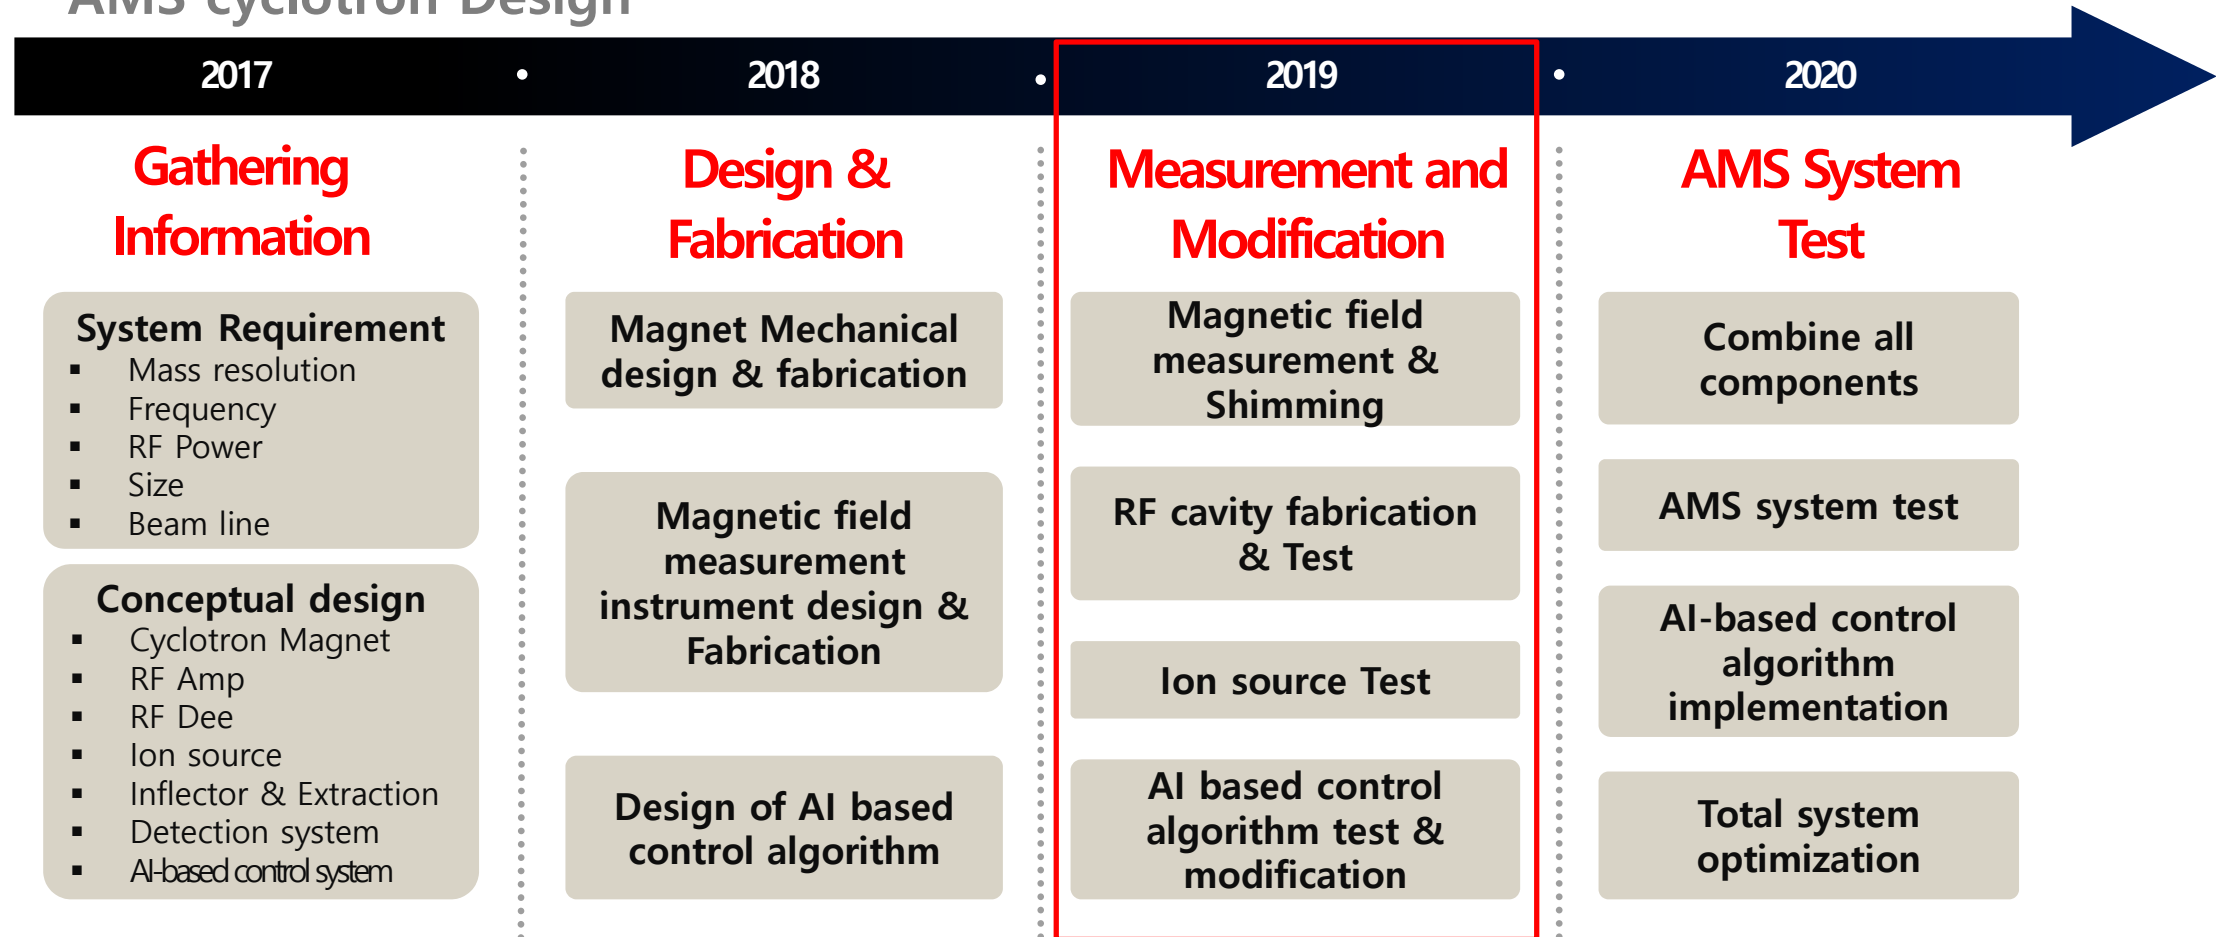 AMS cyclotron Design
2017
2018
2019
2020
Gathering
Information
System Requirement
▪ Mass resolution
▪ Frequency
▪ RF Power
▪ Size
▪ Beam line
Conceptual design
▪ Cyclotron Magnet
▪ RF Amp
▪ RF Dee
▪ Ion source
▪ Inflector & Extraction
▪ Detection system
▪ AI-based control system
Design &
Fabrication
Magnet Mechanical
design & fabrication
Magnetic field
measurement
instrument design &
Fabrication
Design of AI based
control algorithm
Measurement and
Modification
Magnetic field
measurement &
Shimming
RF cavity fabrication
& Test
Ion source Test
AI based control
algorithm test &
modification
AMS System
Test
Combine all
components
AMS system test
AI-based control
algorithm
implementation
Total system
optimization